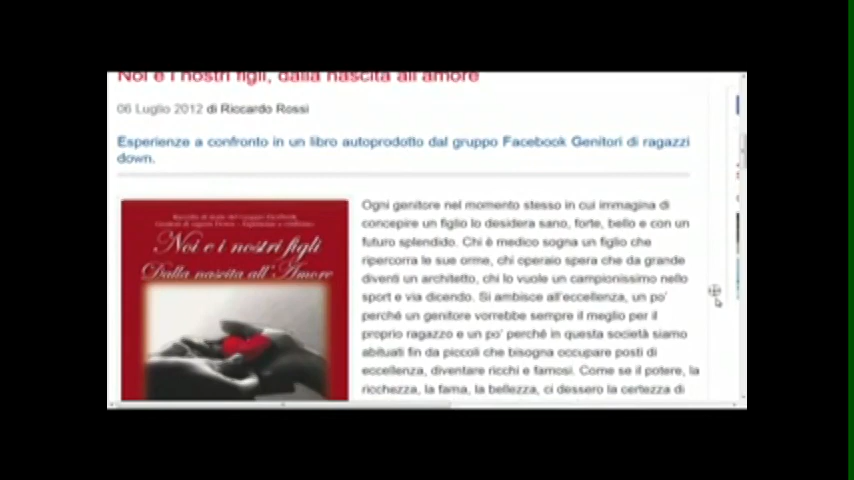 Noi e i nostri figli, dalla nascita all'amore
06 Luglio 2012 di Riccardo Rossi
Esperienze a confronto in un libro autoprodotto dal gruppo Facebook Genitori di ragazzi
down.
Noi e i nostri figli
Dalla nascita all'Amore
Ogni genitore nel momento stesso in cui immagina di
concepire un figlio lo desidera sano, forte, bello e con un
futuro splendido. Chi è medico sogna un figlio che
ripercorra le sue orme, chi operaio spera che da grande
diventi un architetto, chi lo vuole un campionissimo nello
sport e via dicendo. Si ambisce all'eccellenza, un po'
perché un genitore vorrebbe sempre il meglio per il
proprio ragazzo e un po' perché in questa società siamo
abituati fin da piccoli che bisogna occupare posti di
eccellenza, diventare ricchi e famosi. Come se il potere, la
ricchezza, la fama, la bellezza, ci dessero la certezza di